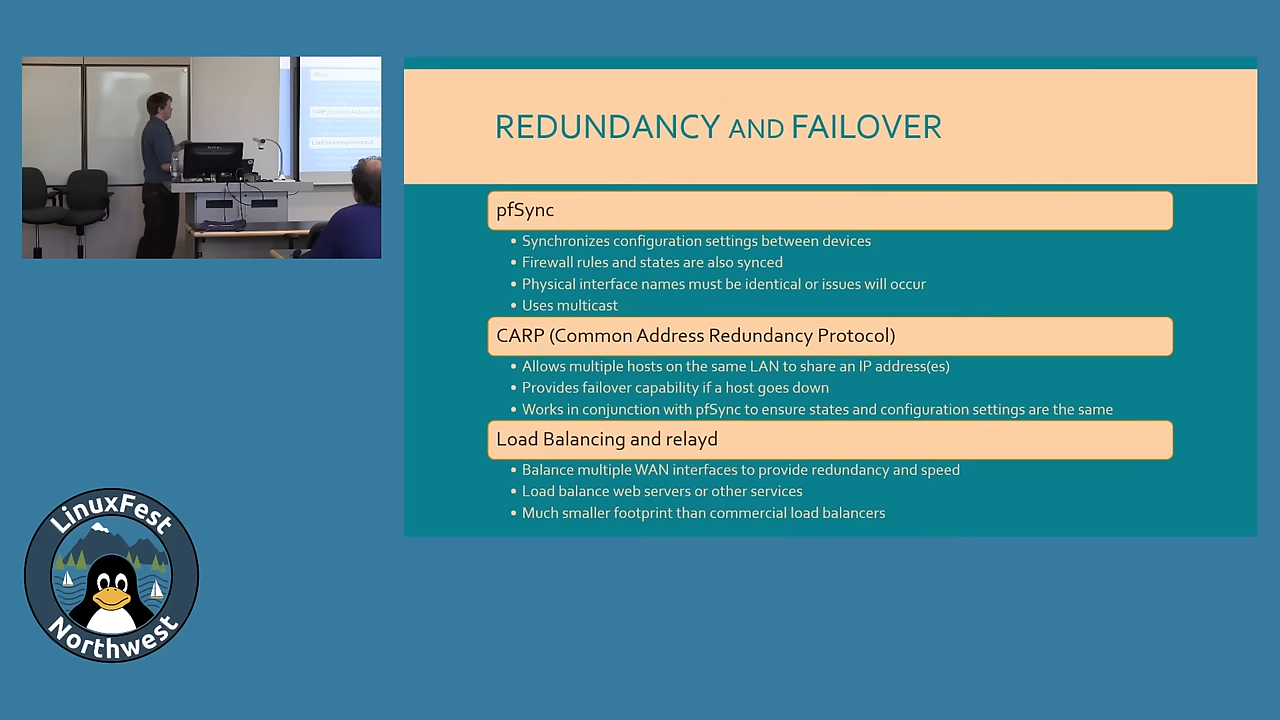 REDUNDANCY AND FAILOVER
pfSync
• Synchronizes configuration settings between devices
• Firewall rules and states are also synced
• Physical interface names must be identical or issues will occur
• Uses multicast
CARP (Common Address Redundancy Protocol)
• Allows multiple hosts on the same LAN to share an IP address(es)
• Provides failover capability if a host goes down
• Works in conjunction with pfSync to ensure states and configuration settings are the same
Load Balancing and relayd
• Balance multiple WAN interfaces to provide redundancy and speed
• Load balance web servers or other services
• Much smaller footprint than commercial load balancers
LinuxFest
Northwest